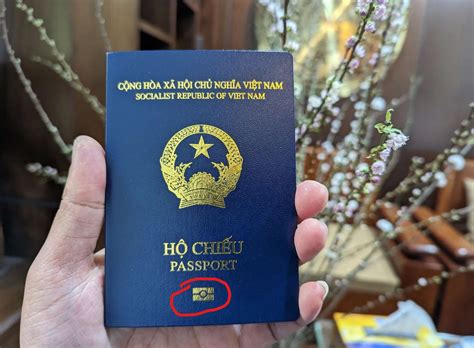 CỘNG HÒA XÃ HỘI CHỦ NGHĨA VIỆT NAM
SOCIALIST REPUBLIC OF VIET NAM
HỘ CHIẾU
PASSPORT